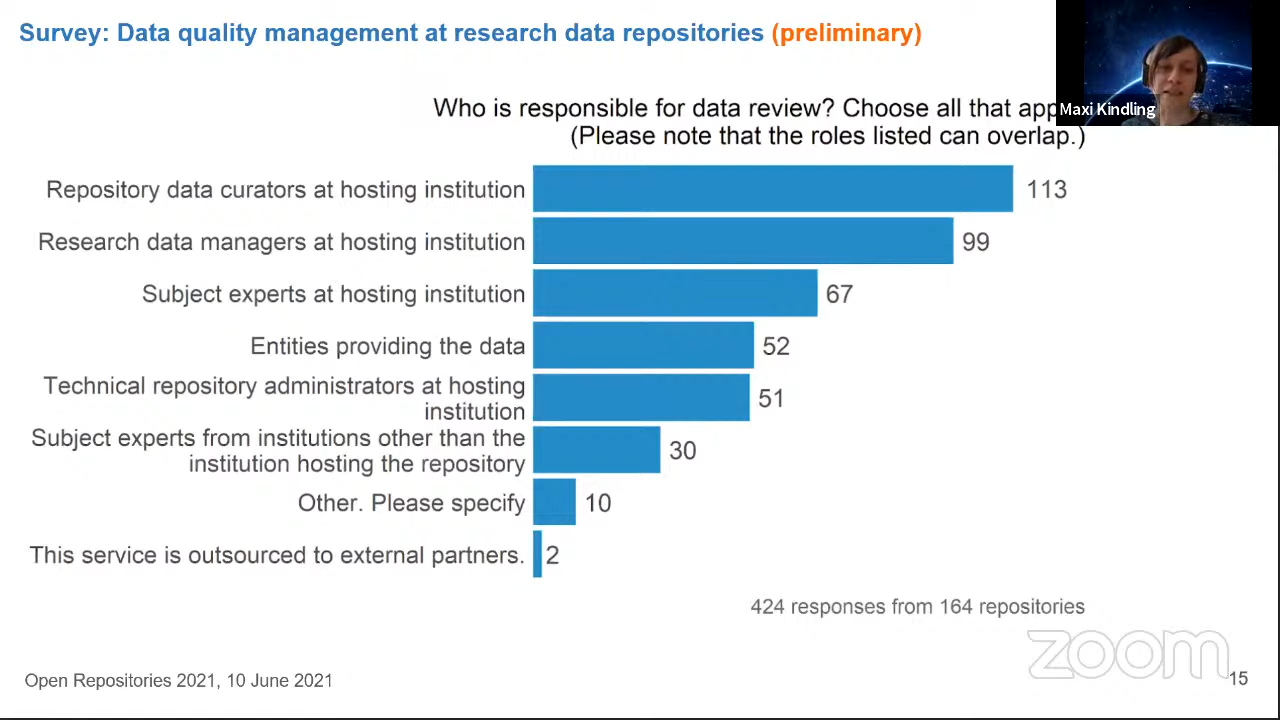 Survey: Data quality management at research data repositories (preliminary)
Maxi Kindling
Who is responsible for data review? Choose all that app
(Please note that the roles listed can overlap.)
Repository data curators at hosting institution 113
Research data managers at hosting institution 99
Subject experts at hosting institution 67
Entities providing the data 52
Technical repository administrators at hosting
institution 51
Subject experts from institutions other than the
institution hosting the repository 30
Other. Please specify 10
This service is outsourced to external partners. 2
424 responses from 164 repositories
zoom
Open Repositories 2021, 10 June 2021
15